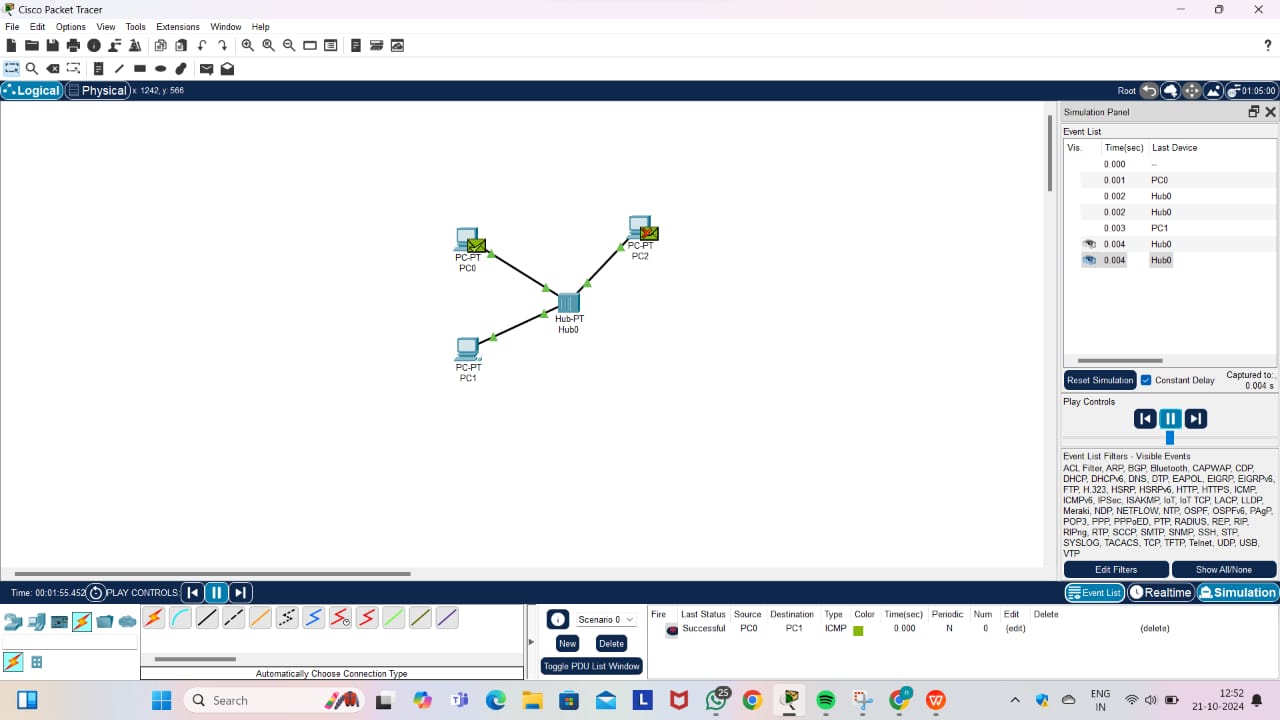 Cisco Packet Tracer
File Edit Options View Tools Extensions Window Help
?
Logical Physical x: 1242, y: 566
Root 01:05:00
PC-PT
PC0
PC-PT
PC2
Hub-PT
Hub0
PC-PT
PC1
Simulation Panel
Event List
Vis. Time(sec) Last Device
0.000 --
0.001 PC0
0.002 Hub0
0.002 Hub0
0.003 PC1
0.004 Hub0
0.004 Hub0
Reset Simulation Constant Delay Captured to:
0.004 s
Play Controls
Event List Filters - Visible Events
ACL Filter, ARP, BGP, Bluetooth, CAPWAP, CDP,
DHCP, DHCPv6, DNS, DTP, EAPOL, EIGRP, EIGRPv6,
FTP, H.323, HSRP, HSRPv6, HTTP, HTTPS, ICMP,
ICMPv6, IPSec, ISAKMP, IoT, IoT TCP, LACP, LLDP,
Meraki, NDP, NETFLOW, NTP, OSPF, OSPFv6, PAgP,
POP3, PPP, PPPoED, PTP, RADIUS, REP, RIP,
RIPng, RTP, SCCP, SMTP, SNMP, SSH, STP,
SYSLOG, TACACS, TCP, TFTP, Telnet, UDP, USB,
VTP
Edit Filters Show All/None
Time: 00:01:55.452 PLAY CONTROLS:
Event List Realtime Simulation
Automatically Choose Connection Type
Scenario 0
New Delete
Toggle PDU List Window
Fire Last Status Source Destination Type Color Time(sec) Periodic Num Edit Delete
Successful PC0 PC1 ICMP 0.000 N 0 (edit) (delete)
Search
25
ENG
IN
12:52
21-10-2024